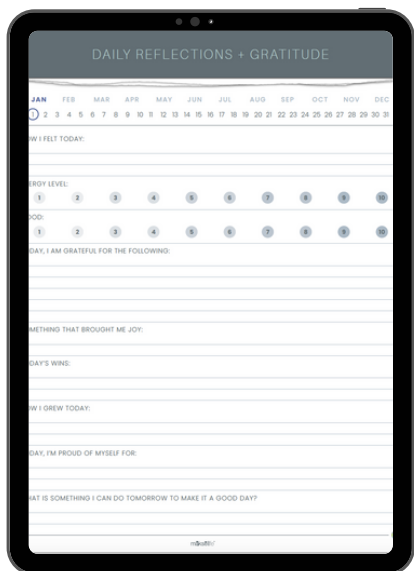 DAILY REFLECTIONS + GRATITUDE
JAN FEB MAR APR MAY JUN JUL AUG SEP OCT NOV DEC
1 2 3 4 5 6 7 8 9 10 11 12 13 14 15 16 17 18 19 20 21 22 23 24 25 26 27 28 29 30 31
OW I FELT TODAY:
ERGY LEVEL:
1 2 3 4 5 6 7 8 9 10
OOD:
1 2 3 4 5 6 7 8 9 10
DAY, I AM GRATEFUL FOR THE FOLLOWING:
METHING THAT BROUGHT ME JOY:
DAY'S WINS:
OW I GREW TODAY:
DAY, I'M PROUD OF MYSELF FOR:
HAT IS SOMETHING I CAN DO TOMORROW TO MAKE IT A GOOD DAY?